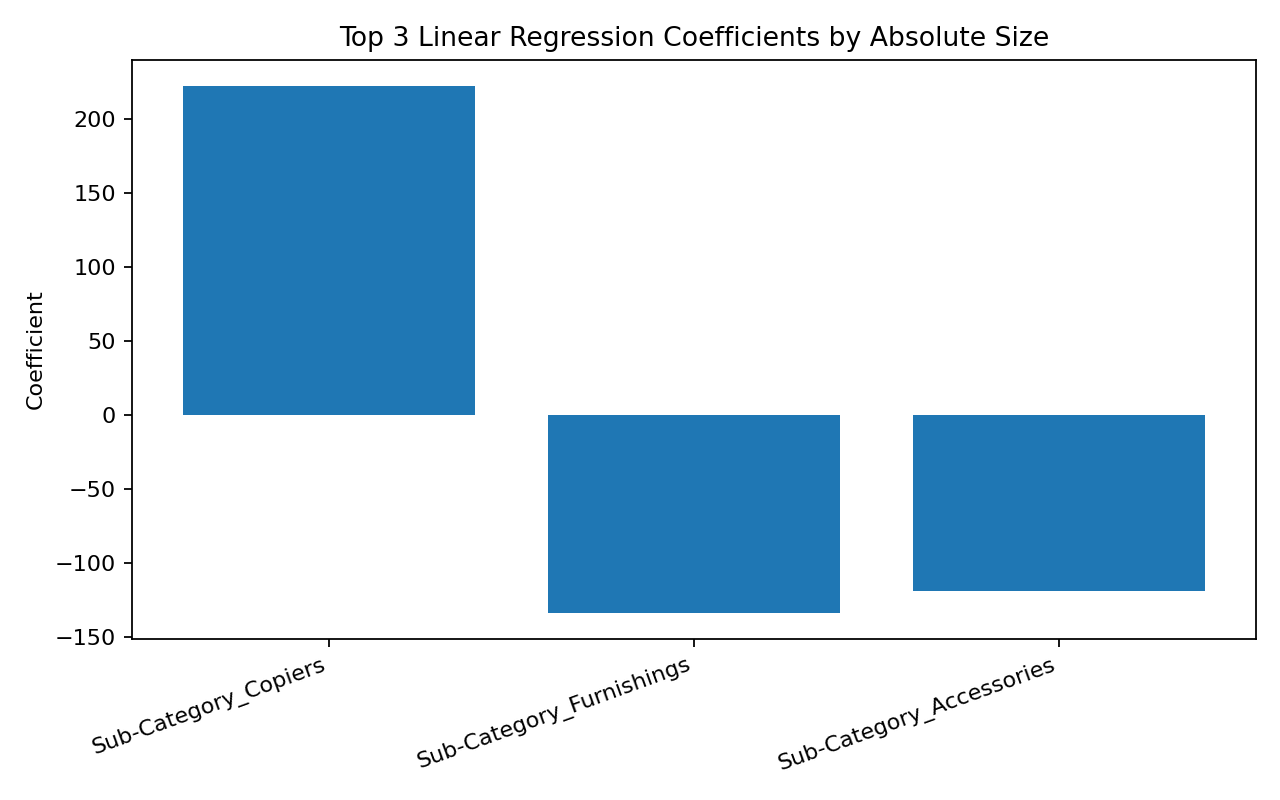 Top 3 Linear Regression Coefficients by Absolute Size
Coefficient
200
150
100
50
0
−50
−100
−150
Sub-Category_Copiers
Sub-Category_Furnishings
Sub-Category_Accessories